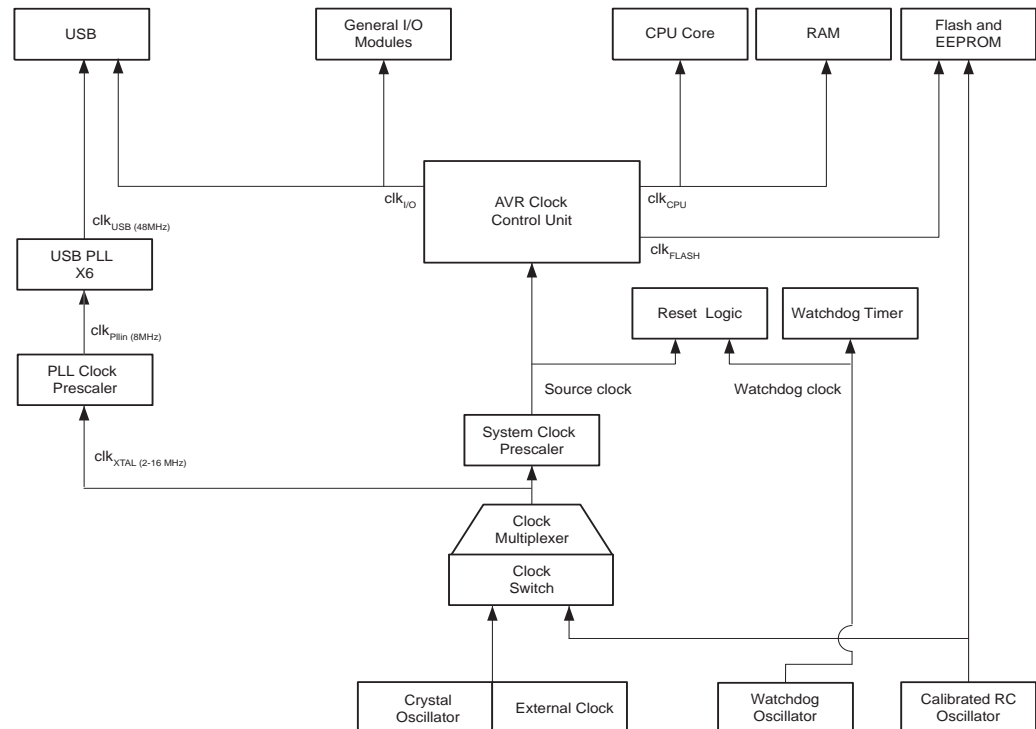 USB
General I/O
Modules
CPU Core
RAM
Flash and
EEPROM
AVR Clock
Control Unit
clkI/O
clkCPU
clkUSB (48MHz)
clkFLASH
USB PLL
X6
Reset Logic
Watchdog Timer
clkPllin (8MHz)
PLL Clock
Prescaler
Source clock
Watchdog clock
System Clock
Prescaler
clkXTAL (2-16 MHz)
Clock
Multiplexer
Clock
Switch
Crystal
Oscillator
External Clock
Watchdog
Oscillator
Calibrated RC
Oscillator